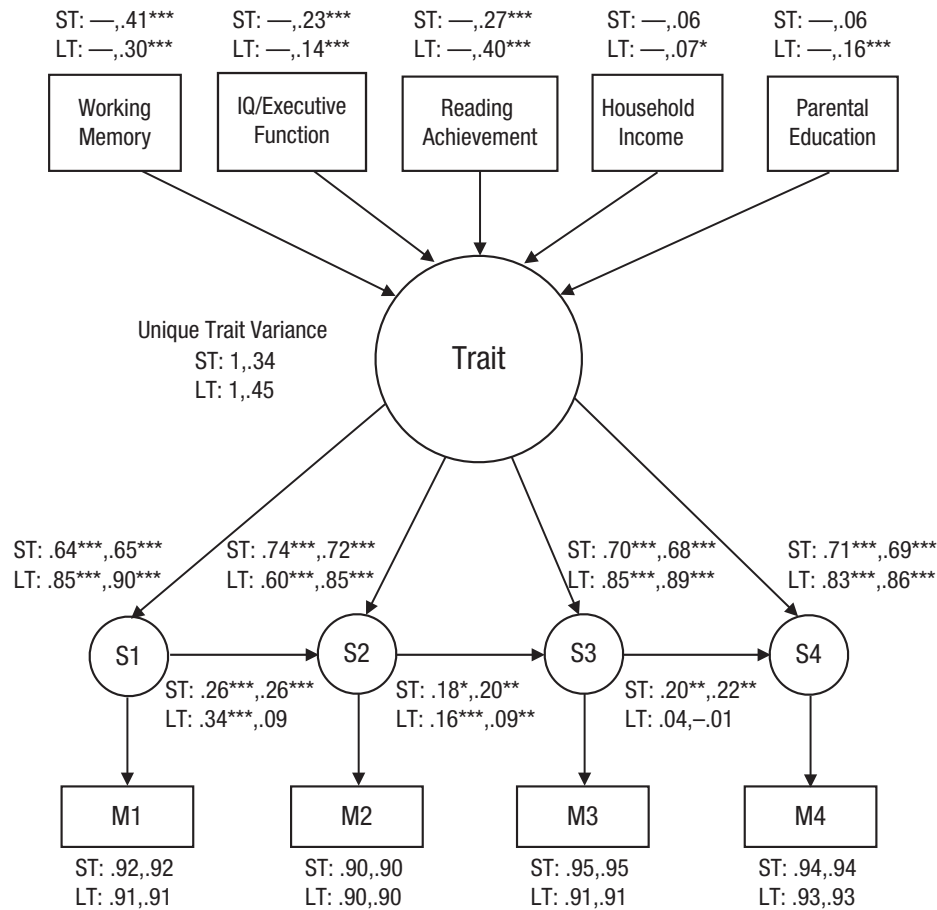 ST: —,.41***
LT: —,.30***
ST: —,.23***
LT: —,.14***
ST: —,.27***
LT: —,.40***
ST: —,.06
LT: —,.07*
ST: —,.06
LT: —,.16***
Working
Memory
IQ/Executive
Function
Reading
Achievement
Household
Income
Parental
Education
Unique Trait Variance
ST: 1,.34
LT: 1,.45
Trait
ST: .64***,.65***
LT: .85***,.90***
ST: .74***,.72***
LT: .60***,.85***
ST: .70***,.68***
LT: .85***,.89***
ST: .71***,.69***
LT: .83***,.86***
S1
S2
S3
S4
ST: .26***,.26***
LT: .34***,.09
ST: .18*,.20**
LT: .16***,.09**
ST: .20**,.22**
LT: .04,–.01
M1
M2
M3
M4
ST: .92,.92
LT: .91,.91
ST: .90,.90
LT: .90,.90
ST: .95,.95
LT: .91,.91
ST: .94,.94
LT: .93,.93